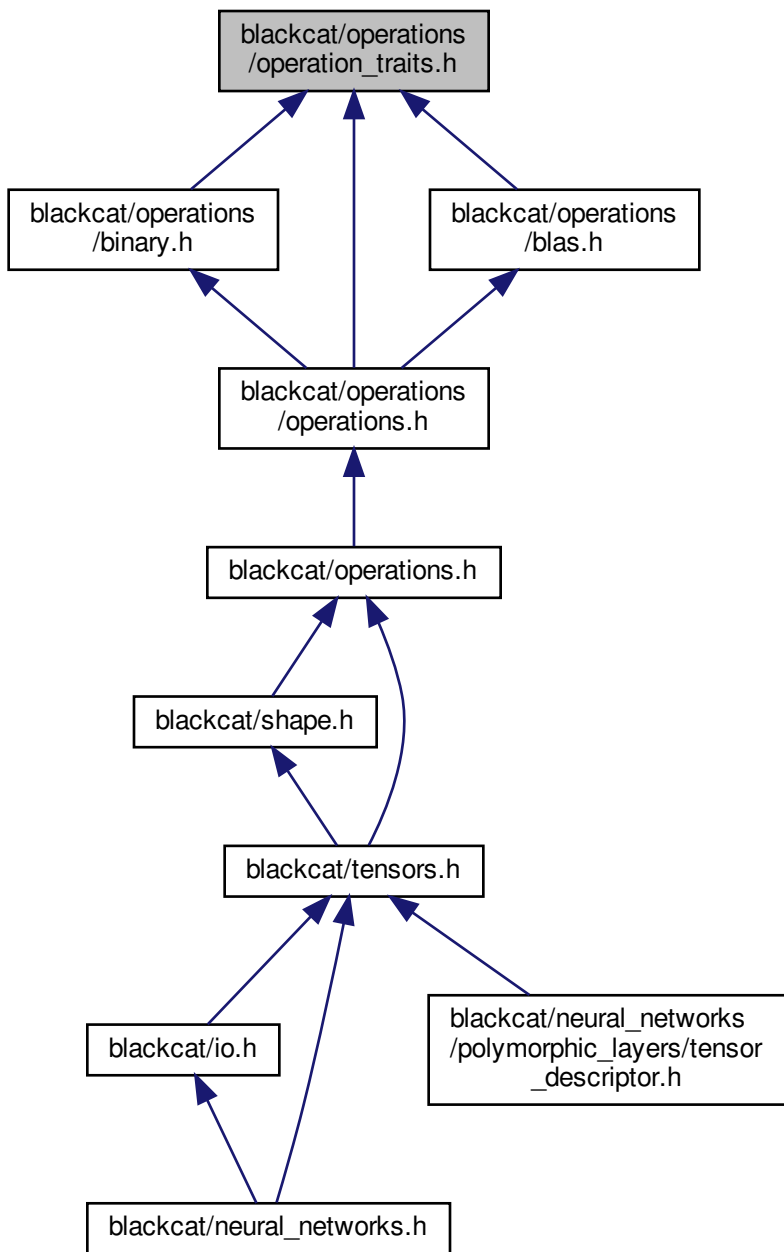 blackcat/operations
/operation_traits.h
blackcat/operations
/binary.h
blackcat/operations
/blas.h
blackcat/operations
/operations.h
blackcat/operations.h
blackcat/shape.h
blackcat/tensors.h
blackcat/io.h
blackcat/neural_networks
/polymorphic_layers/tensor
_descriptor.h
blackcat/neural_networks.h